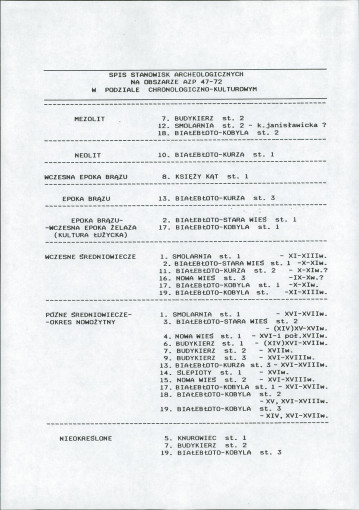 SPIS STANOWISK ARCHEOLOGICZNYCH
NA OBSZARZE AZP 47-72
W PODZIALE CHRONOLOGICZNO-KULTUROWYM
MEZOLIT 7. BUDYKIERZ st. 2
12. SMOLARNIA st. 2 - k.janisławicka ?
18. BIAŁEBŁOTO-KOBYLA st. 2
NEOLIT 10. BIAŁEBŁOTO-KURZA st. 1
WCZESNA EPOKA BRĄZU 8. KSIĘŻY KĄT st. 1
EPOKA BRĄZU 13. BIAŁEBŁOTO-KURZA st. 3
EPOKA BRĄZU- 2. BIAŁEBŁOTO-STARA WIEŚ st. 1
-WCZESNA EPOKA ŻELAZA 17. BIAŁEBŁOTO-KOBYLA st. 1
(KULTURA ŁUŻYCKA)
WCZESNE ŚREDNIOWIECZE 1. SMOLARNIA st. 1 - XI-XIIIw.
2. BIAŁEBŁOTO-STARA WIEŚ st. 1 -X-XIw.
11. BIAŁEBŁOTO-KURZA st. 2 - X-XIw.?
16. NOWA WIEŚ st. 3 -IX-Xw.?
17. BIAŁEBŁOTO-KOBYLA st. 1 -X-XIw.
19. BIAŁEBŁOTO-KOBYLA st. -XI-XIIIw.
PÓŹNE ŚREDNIOWIECZE- 1. SMOLARNIA st. 1 - XVI-XVIIw.
-OKRES NOWOŻYTNY 3. BIAŁEBŁOTO-STARA WIEŚ st. 2
- (XIV)XV-XVIw.
4. NOWA WIEŚ st. 1 - XVI-i poł.XVIIw.
6. BUDYKIERZ st. 1 - (XIV)XVI-XVIIw.
7. BUDYKIERZ st. 2 - XVIIw.
9. BUDYKIERZ st. 3 - XVI-XVIIIw.
13. BIAŁEBŁOTO-KURZA st. 3 - XVI-XVIIIw.
14. ŚLEPIOTY st. 1 - XVIw.
15. NOWA WIEŚ st. 2 - XVI-XVIIIw.
17. BIAŁEBŁOTO-KOBYLA st. 1 - XVI-XVIIw.
18. BIAŁEBŁOTO-KOBYLA st. 2
- XV, XVI-XVIIIw.
19. BIAŁEBŁOTO-KOBYLA st. 3
- XIV, XVI-XVIIw.
NIEOKREŚLONE 5. KNUROWIEC st. 1
7. BUDYKIERZ st. 2
19. BIAŁEBŁOTO-KOBYLA st. 3